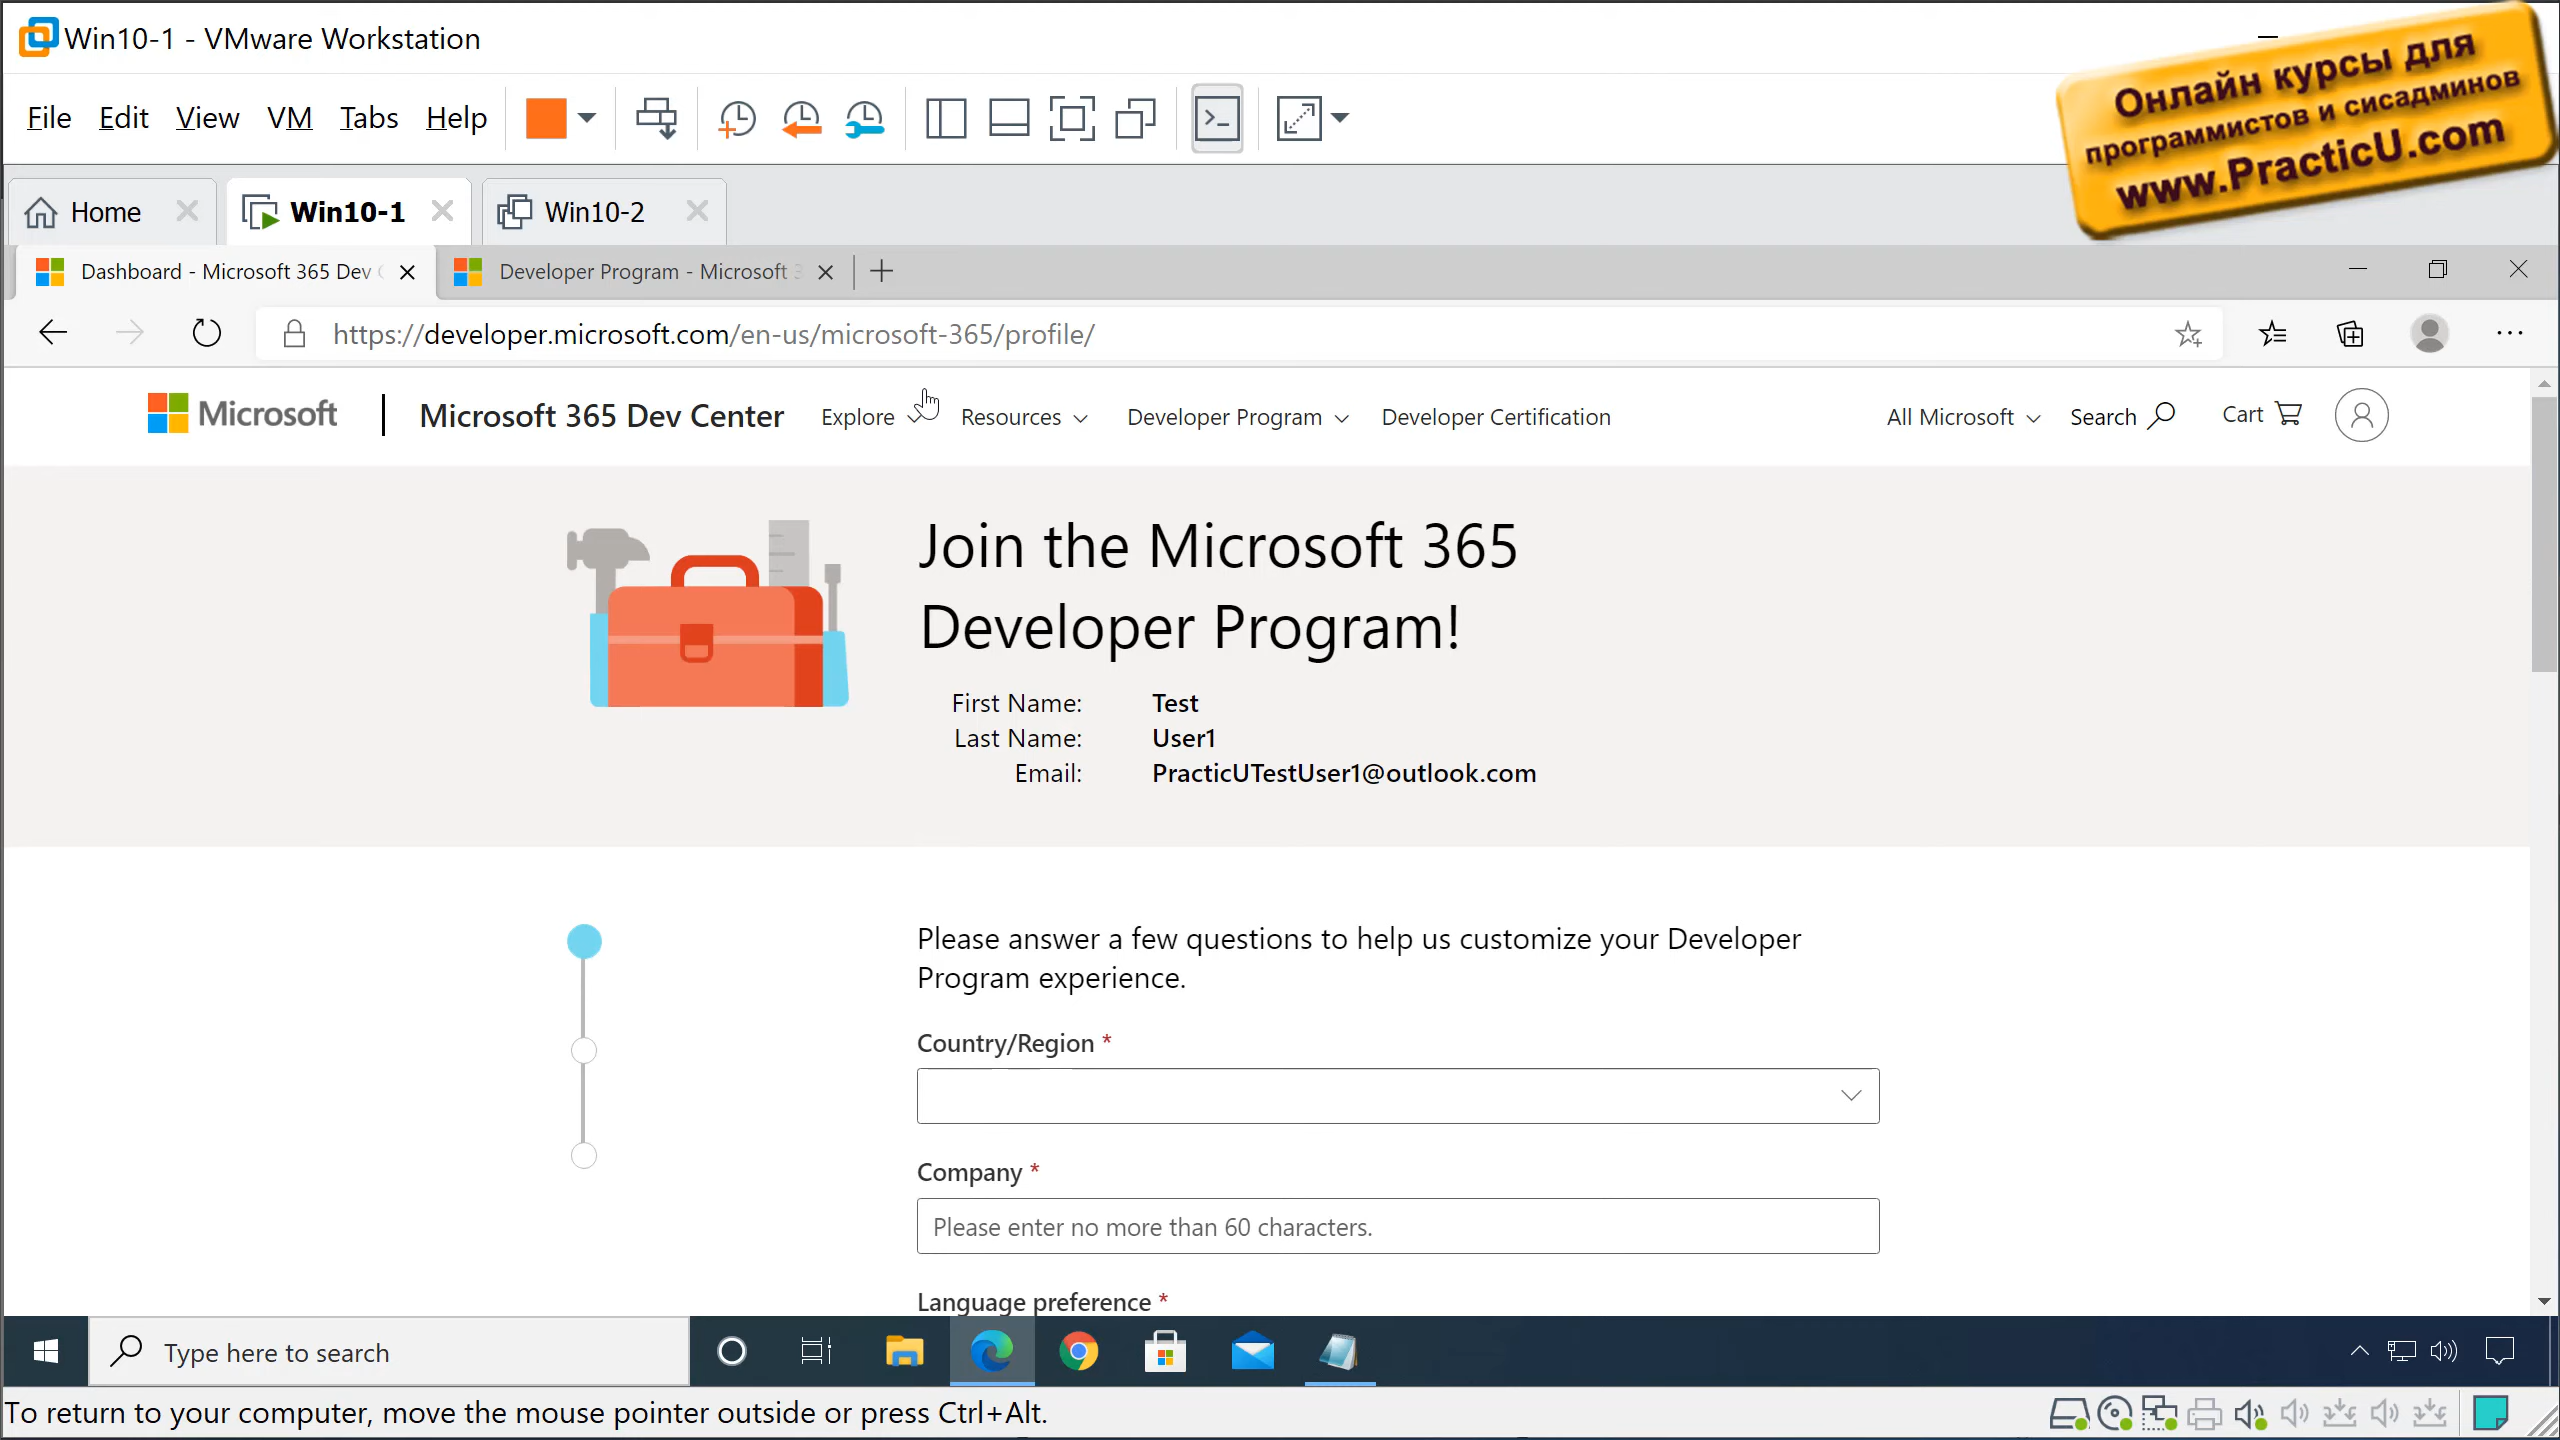 Win10-1 - VMware Workstation
Онлайн курсы для
программистов и сисадминов
www.PracticU.com
File Edit View VM Tabs Help
Home Win10-1 Win10-2
Dashboard - Microsoft 365 Dev Developer Program - Microsoft
https://developer.microsoft.com/en-us/microsoft-365/profile/
Microsoft Microsoft 365 Dev Center Explore Resources Developer Program Developer Certification All Microsoft Search Cart
Join the Microsoft 365
Developer Program!
First Name: Test
Last Name: User1
Email: PracticUTestUser1@outlook.com
Please answer a few questions to help us customize your Developer
Program experience.
Country/Region *
Company *
Please enter no more than 60 characters.
Language preference *
Type here to search
To return to your computer, move the mouse pointer outside or press Ctrl+Alt.